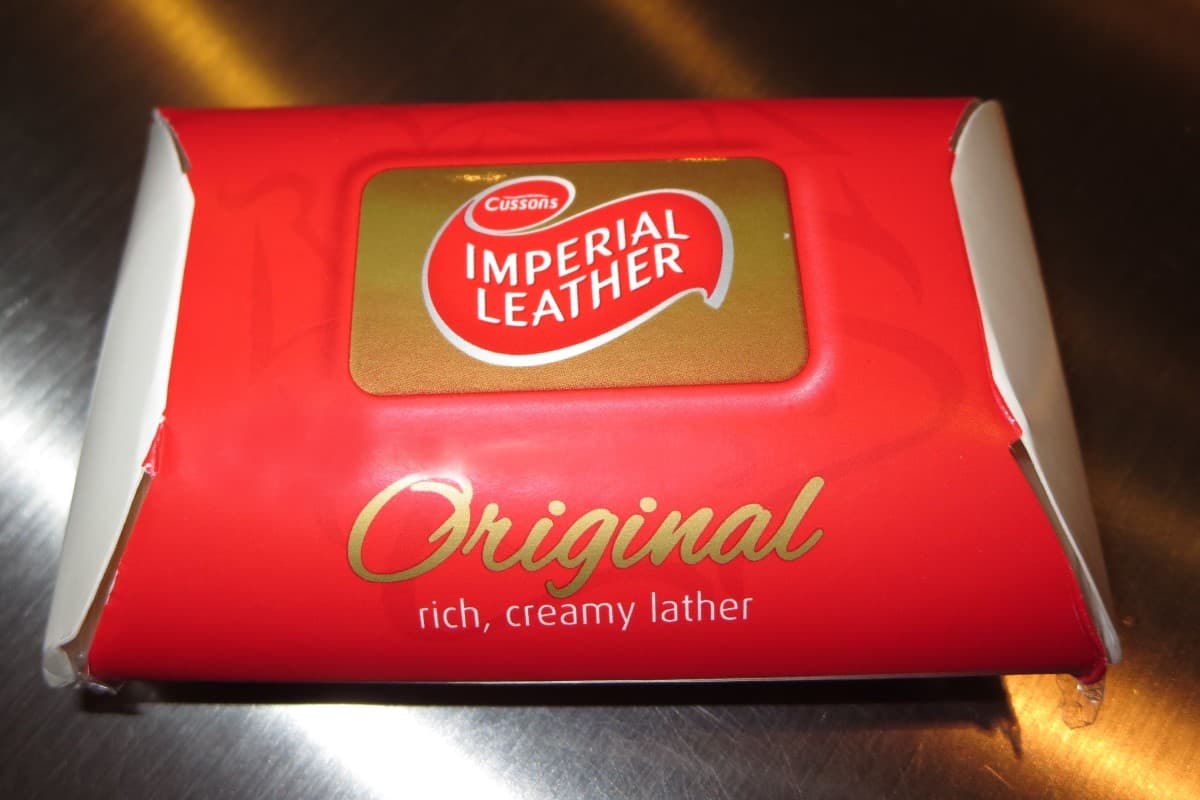 Cussons
IMPERIAL
LEATHER
Original
rich, creamy lather